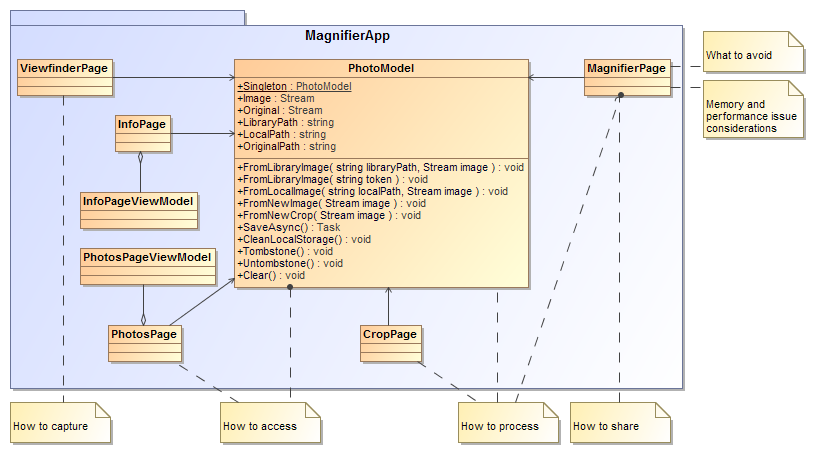 MagnifierApp
ViewfinderPage
PhotoModel
+Singleton : PhotoModel
+Image : Stream
+Original : Stream
+LibraryPath : string
+LocalPath : string
+OriginalPath : string
+FromLibraryImage( string libraryPath, Stream image ) : void
+FromLibraryImage( string token ) : void
+FromLocalImage( string localPath, Stream image ) : void
+FromNewImage( Stream image ) : void
+FromNewCrop( Stream image ) : void
+SaveAsync() : Task
+CleanLocalStorage() : void
+Tombstone() : void
+Untombstone() : void
+Clear() : void
MagnifierPage
What to avoid
Memory and
performance issue
considerations
InfoPage
InfoPageViewModel
PhotosPageViewModel
PhotosPage
CropPage
How to capture
How to access
How to process
How to share